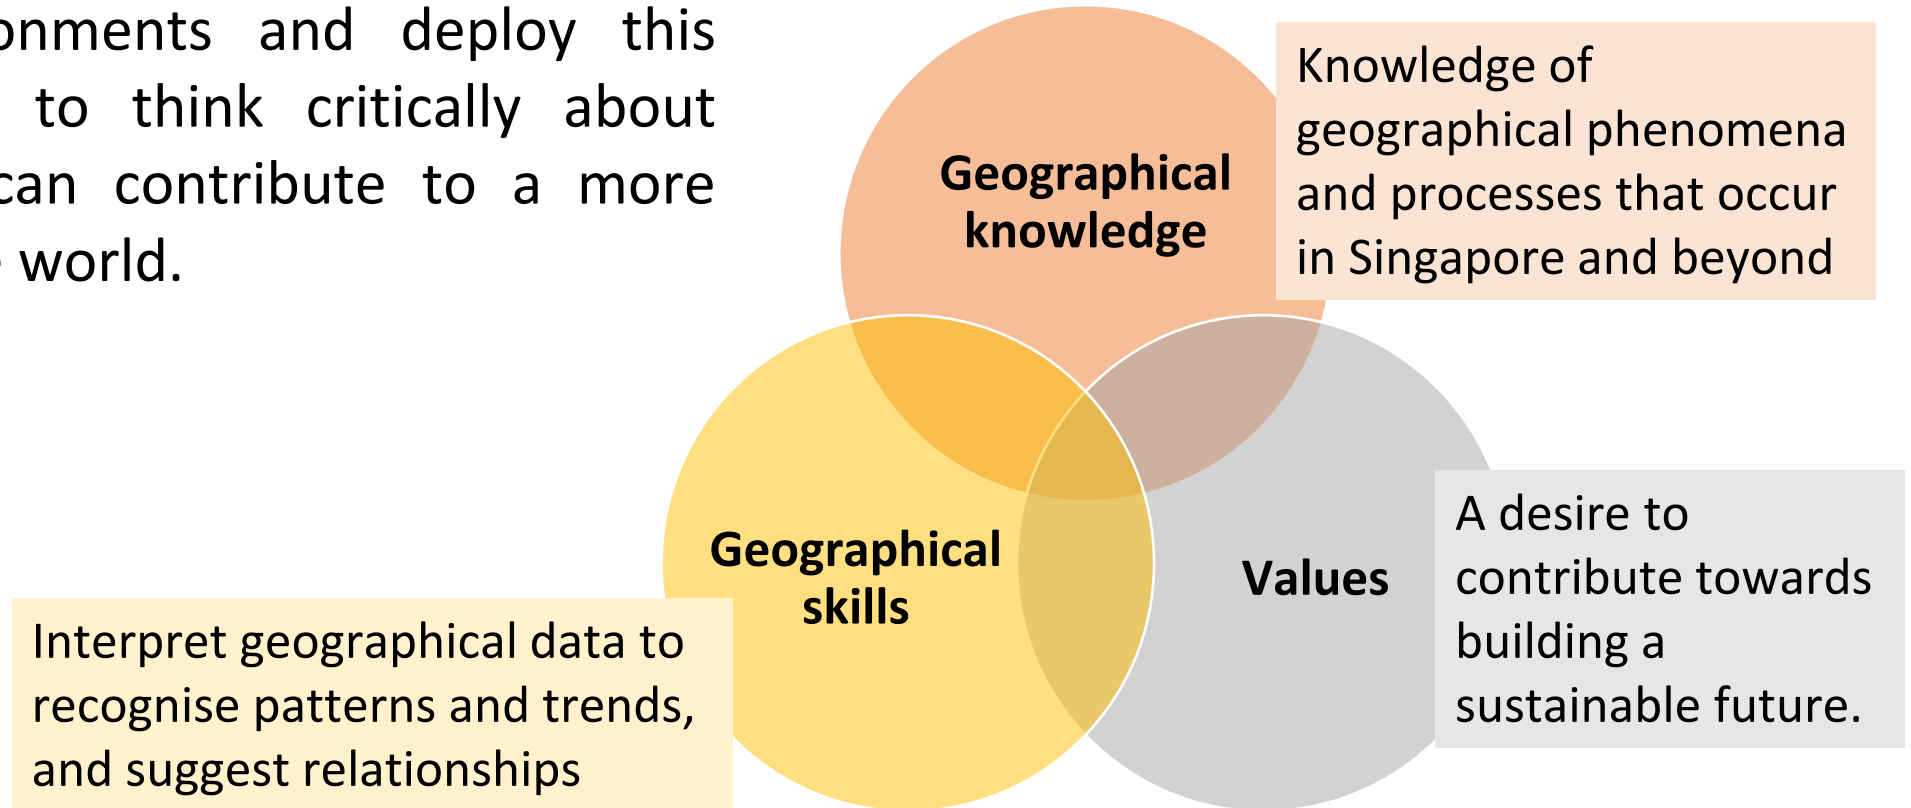 onments and deploy this
to think critically about
can contribute to a more
world.
Geographical
knowledge
Knowledge of
geographical phenomena
and processes that occur
in Singapore and beyond
Geographical
skills
Interpret geographical data to
recognise patterns and trends,
and suggest relationships
Values
A desire to
contribute towards
building a
sustainable future.